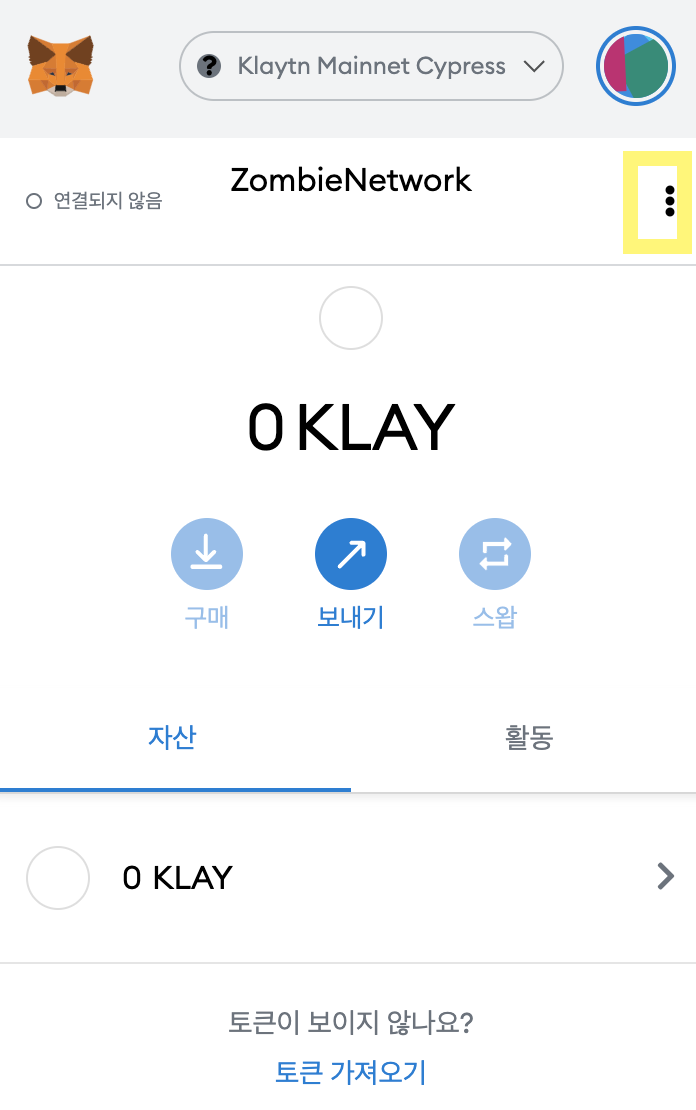 Klaytn Mainnet Cypress
ZombieNetwork
연결되지 않음
0 KLAY
구매
보내기
스왑
자산
활동
0 KLAY
토큰이 보이지 않나요?
토큰 가져오기